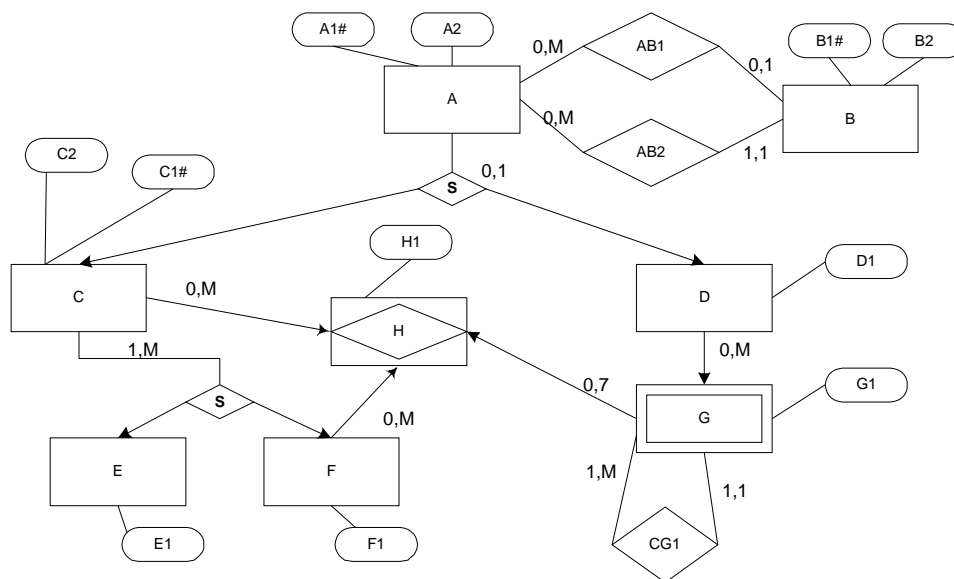 A1#
A2
B1#
B2
0,M
AB1
0,1
A
B
0,M
AB2
1,1
C2
C1#
0,1
S
H1
D1
C
0,M
D
H
1,M
0,M
0,7
G1
S
0,M
G
E
F
1,M
1,1
E1
F1
CG1